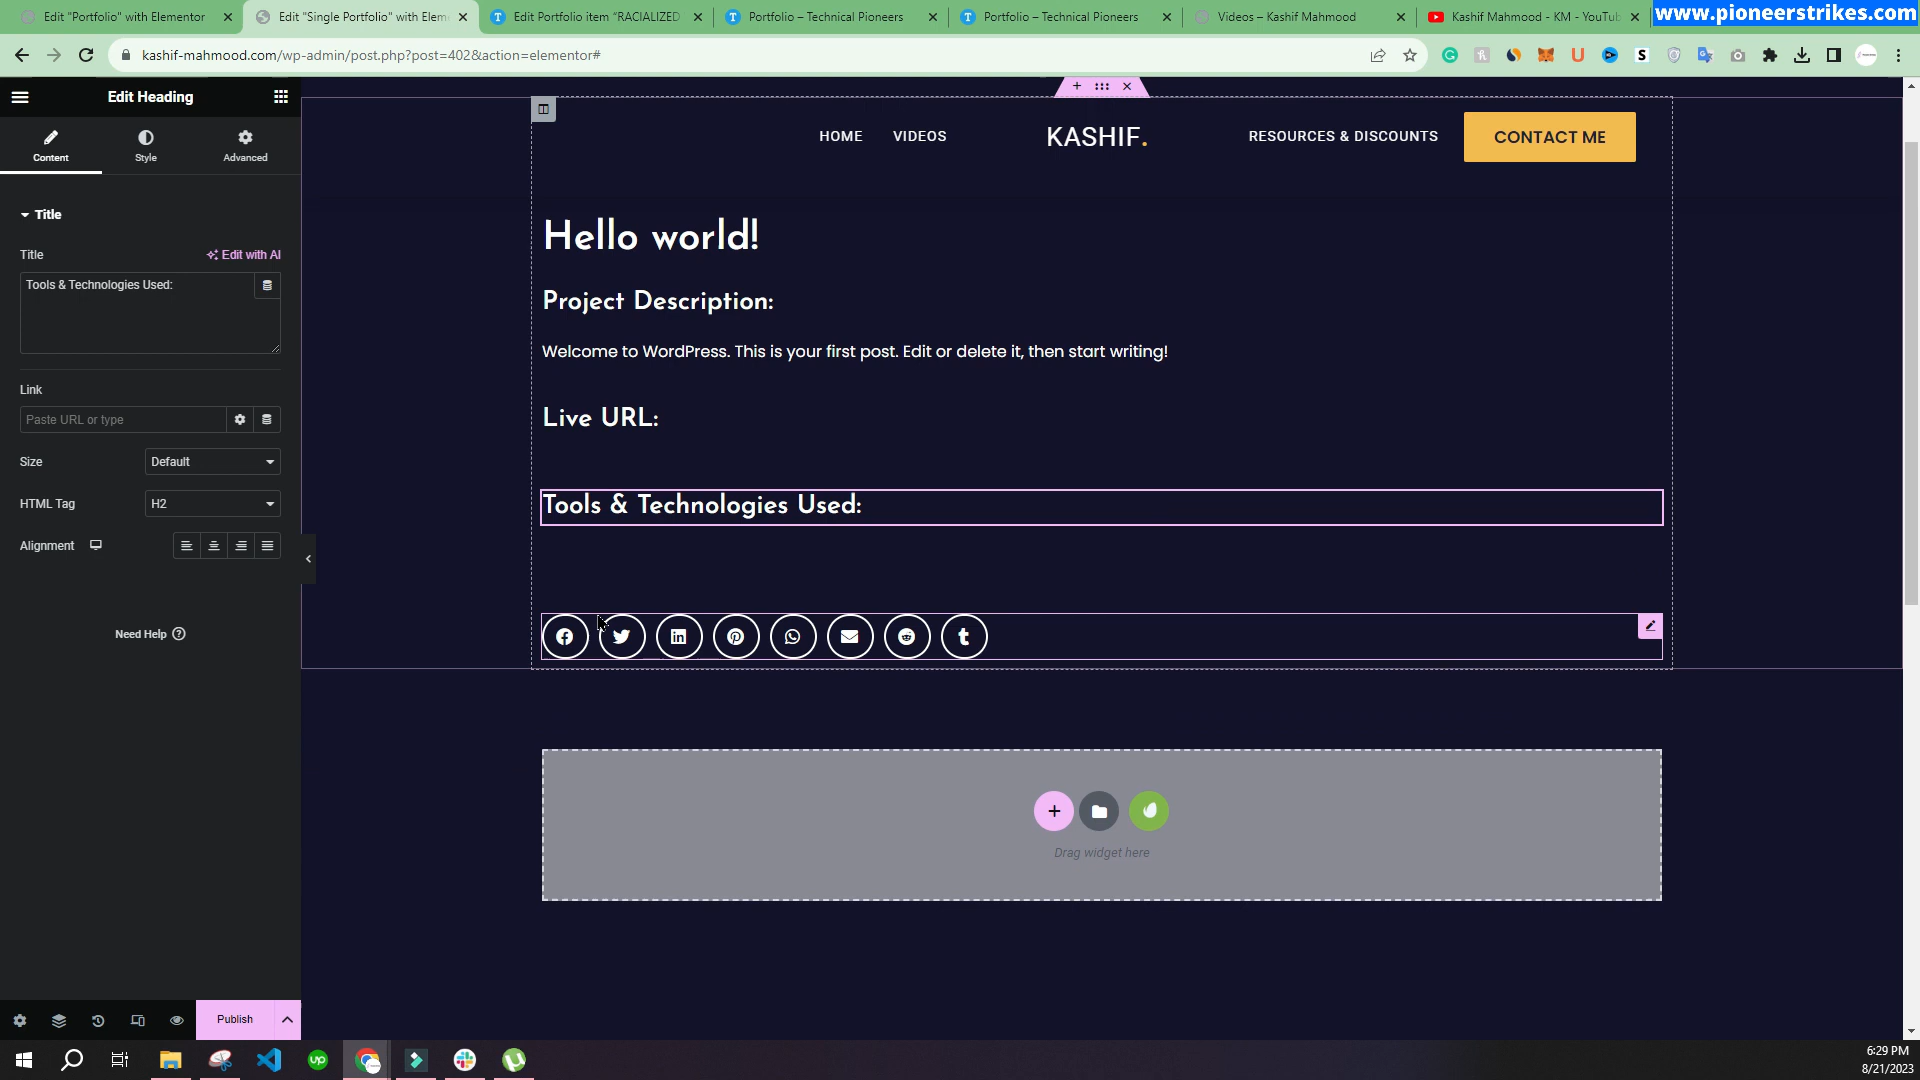 Edit "Portfolio" with Elementor
Edit "Single Portfolio" with Elem
Edit Portfolio item "RACIALIZED
Portfolio – Technical Pioneers
Portfolio – Technical Pioneers
Videos – Kashif Mahmood
Kashif Mahmood - KM - YouTu
www.pioneerstrikes.com
kashif-mahmood.com/wp-admin/post.php?post=402&action=elementor#
Edit Heading
Content
Style
Advanced
Title
Title
Edit with AI
Tools & Technologies Used:
Link
Paste URL or type
Size
Default
HTML Tag
H2
Alignment
Need Help
Publish
HOME
VIDEOS
KASHIF.
RESOURCES & DISCOUNTS
CONTACT ME
Hello world!
Project Description:
Welcome to WordPress. This is your first post. Edit or delete it, then start writing!
Live URL:
Tools & Technologies Used:
Drag widget here
6:29 PM
8/21/2023